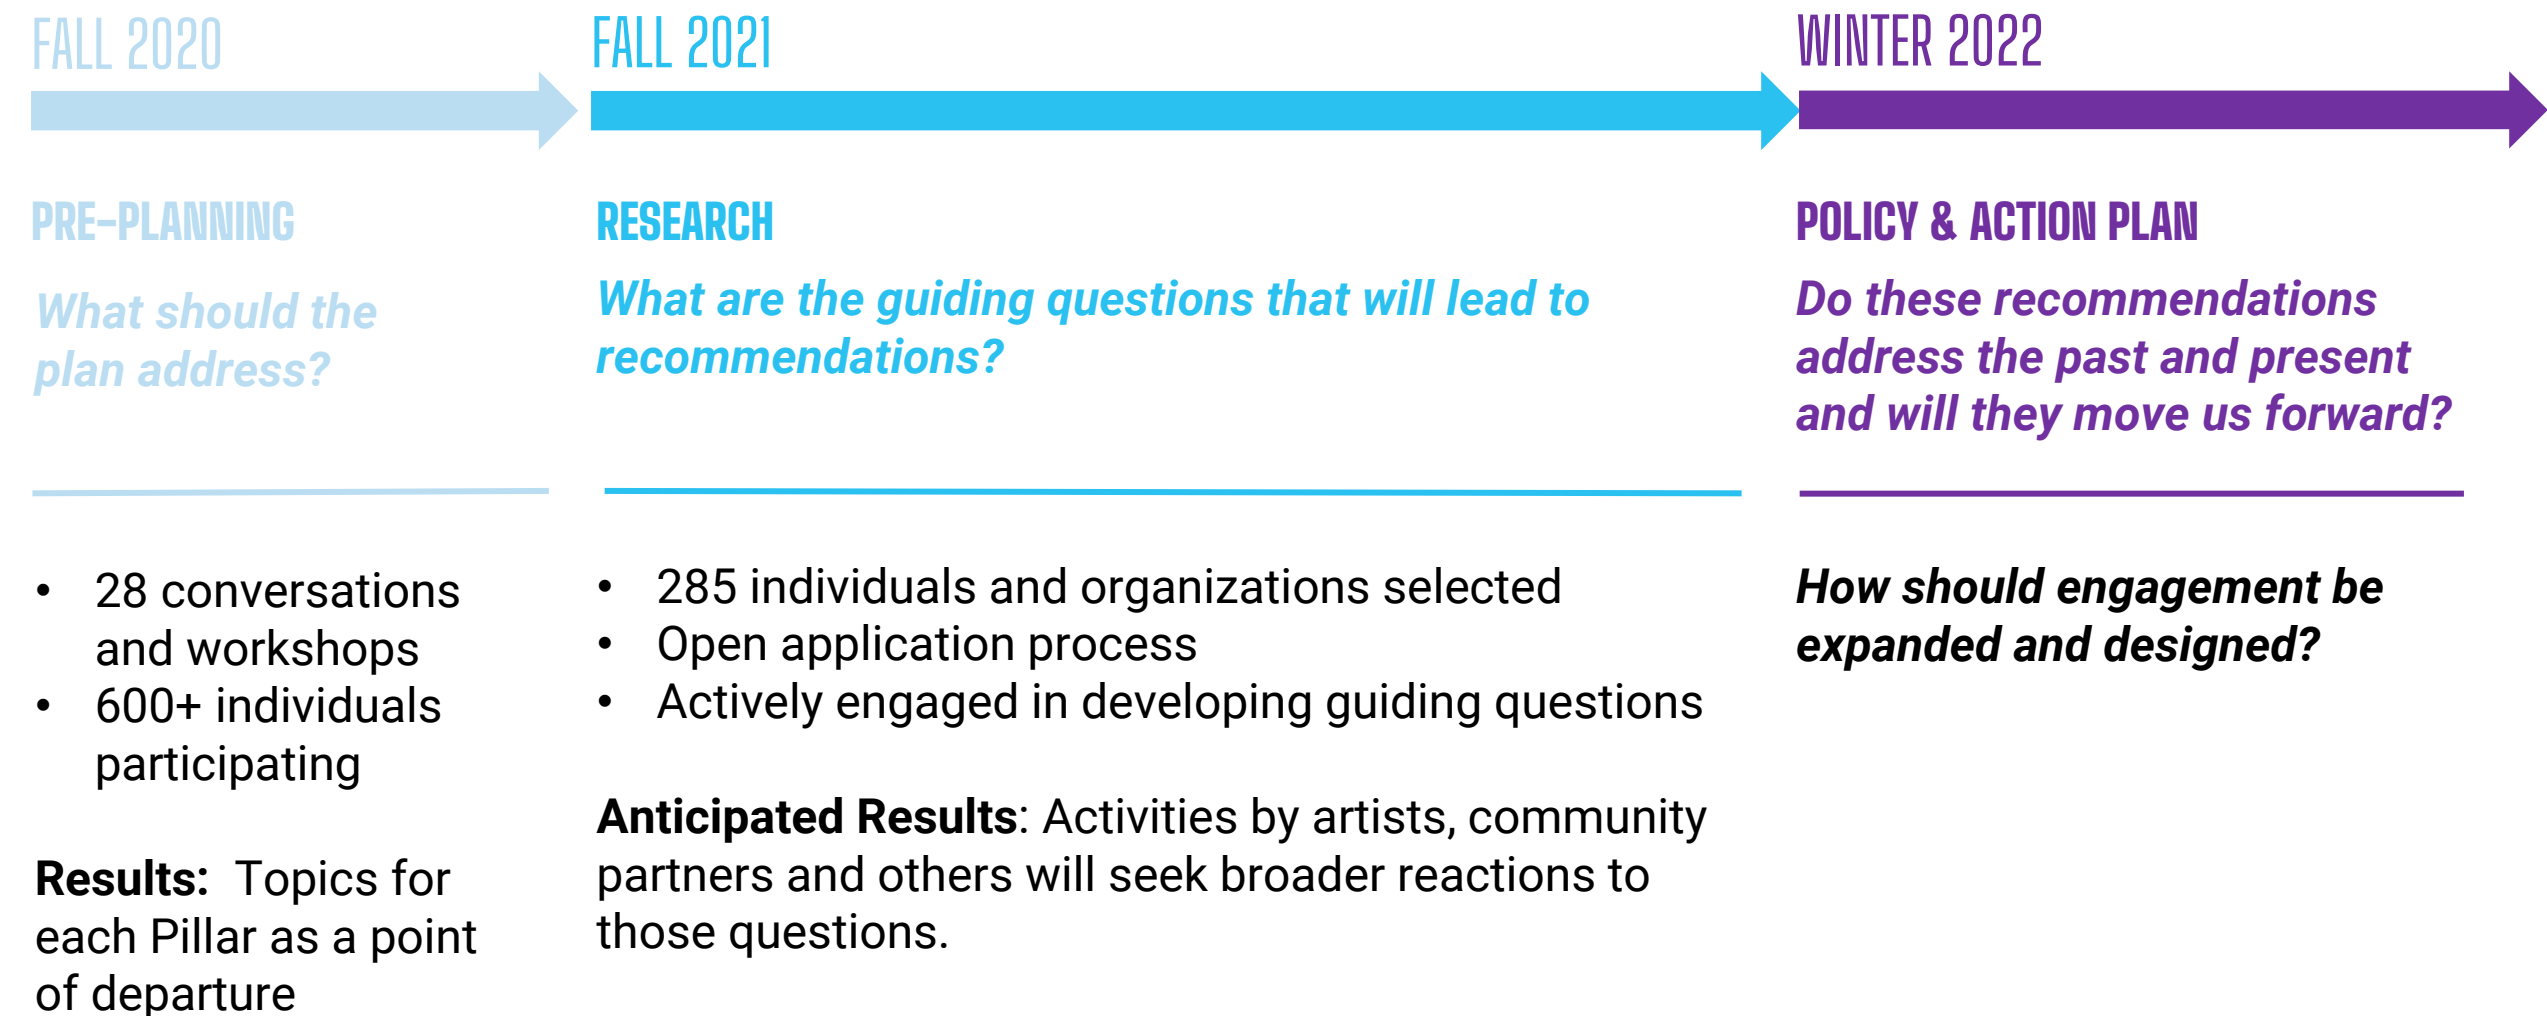 FALL 2020
PRE-PLANNING
What should the
plan address?
• 28 conversations
and workshops
• 600+ individuals
participating
Results: Topics for
each Pillar as a point
of departure
FALL 2021
RESEARCH
What are the guiding questions that will lead to
recommendations?
• 285 individuals and organizations selected
• Open application process
• Actively engaged in developing guiding questions
Anticipated Results: Activities by artists, community
partners and others will seek broader reactions to
those questions.
WINTER 2022
POLICY & ACTION PLAN
Do these recommendations
address the past and present
and will they move us forward?
How should engagement be
expanded and designed?